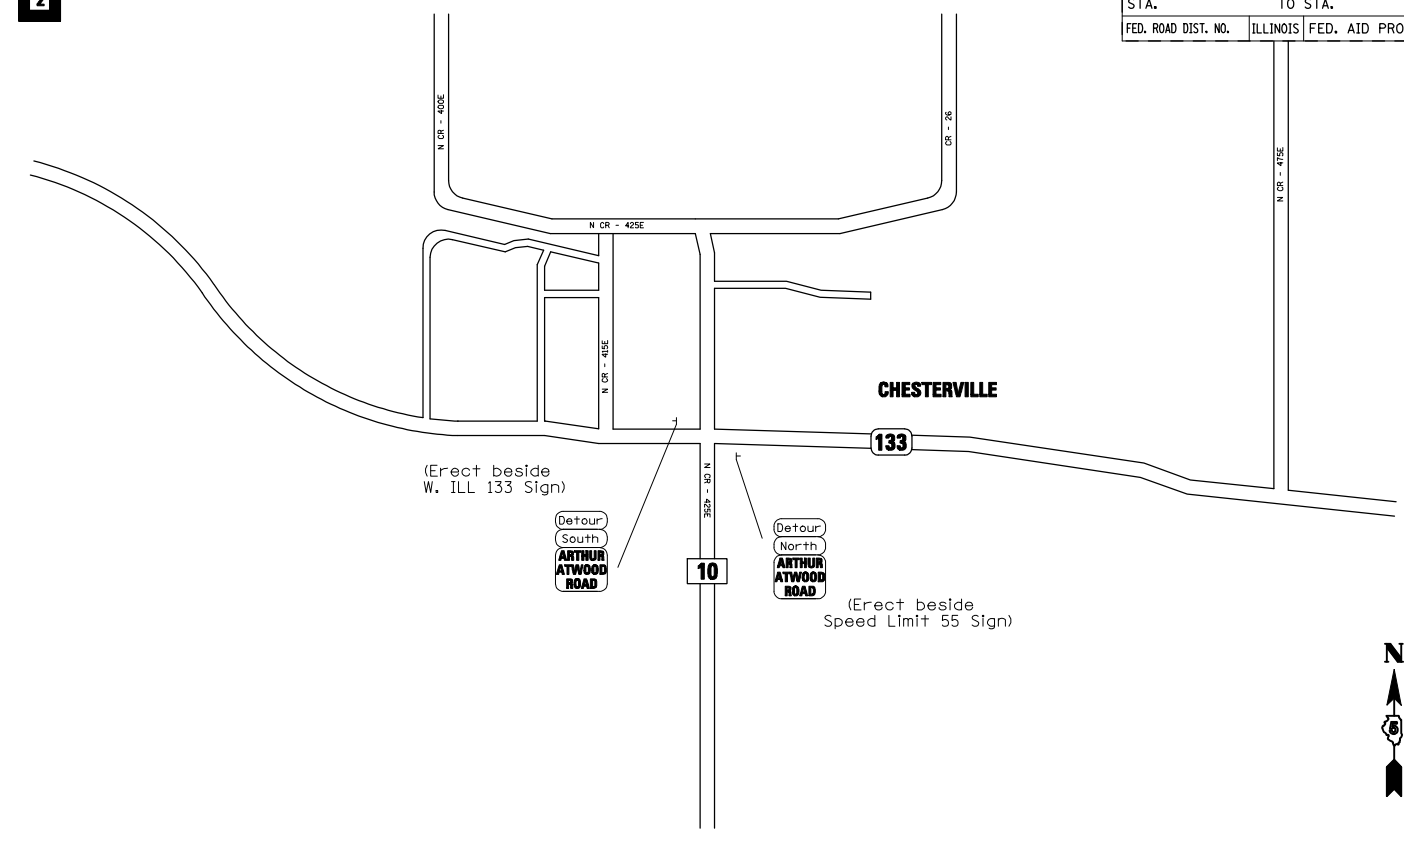 2
STA.
TO STA.
FED. ROAD DIST. NO.
ILLINOIS
FED. AID PRO
N CR - 400E
CR - 26
N CR - 475E
N CR - 425E
N CR - 415E
CHESTERVILLE
133
(Erect beside
W. ILL 133 Sign)
N CR - 425E
Detour
South
ARTHUR
ATWOOD
ROAD
10
Detour
North
ARTHUR
ATWOOD
ROAD
(Erect beside
Speed Limit 55 Sign)
N
5